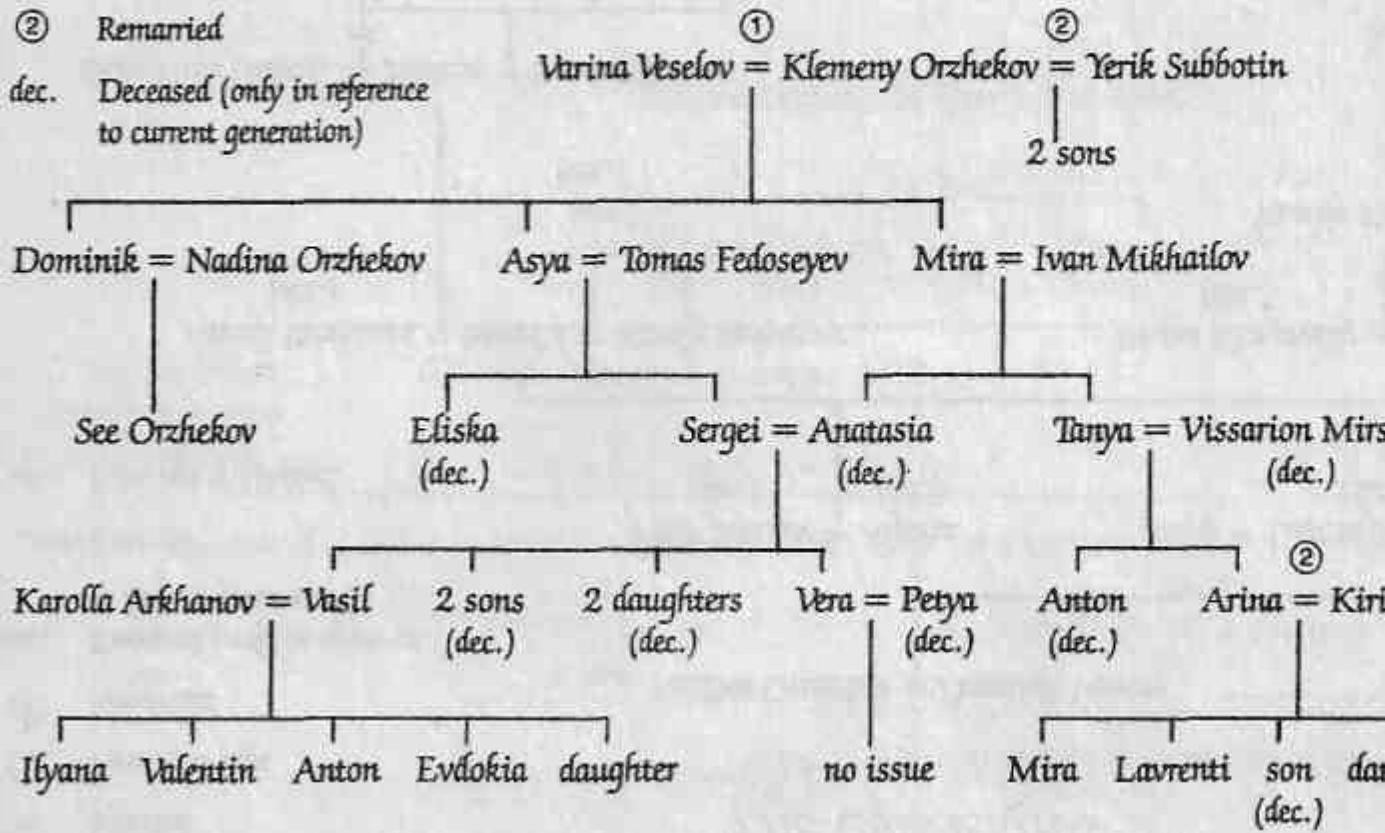 ② Remarried
dec. Deceased (only in reference
to current generation)
① ②
Varina Veselov = Klemeny Orzhekov = Yerik Subbotin
2 sons
Dominik = Nadina Orzhekov Asya = Tomas Fedoseyev Mira = Ivan Mikhailov
See Orzhekov Eliska Sergei = Anatasia Tanya = Vissarion Mirs
(dec.) (dec.) (dec.)
②
Karolla Arkhanov = Vasil 2 sons 2 daughters Vera = Petya Anton Arina = Kiri
(dec.) (dec.) (dec.) (dec.)
Ilyana Valentin Anton Evdokia daughter no issue Mira Lavrenti son
(dec.)